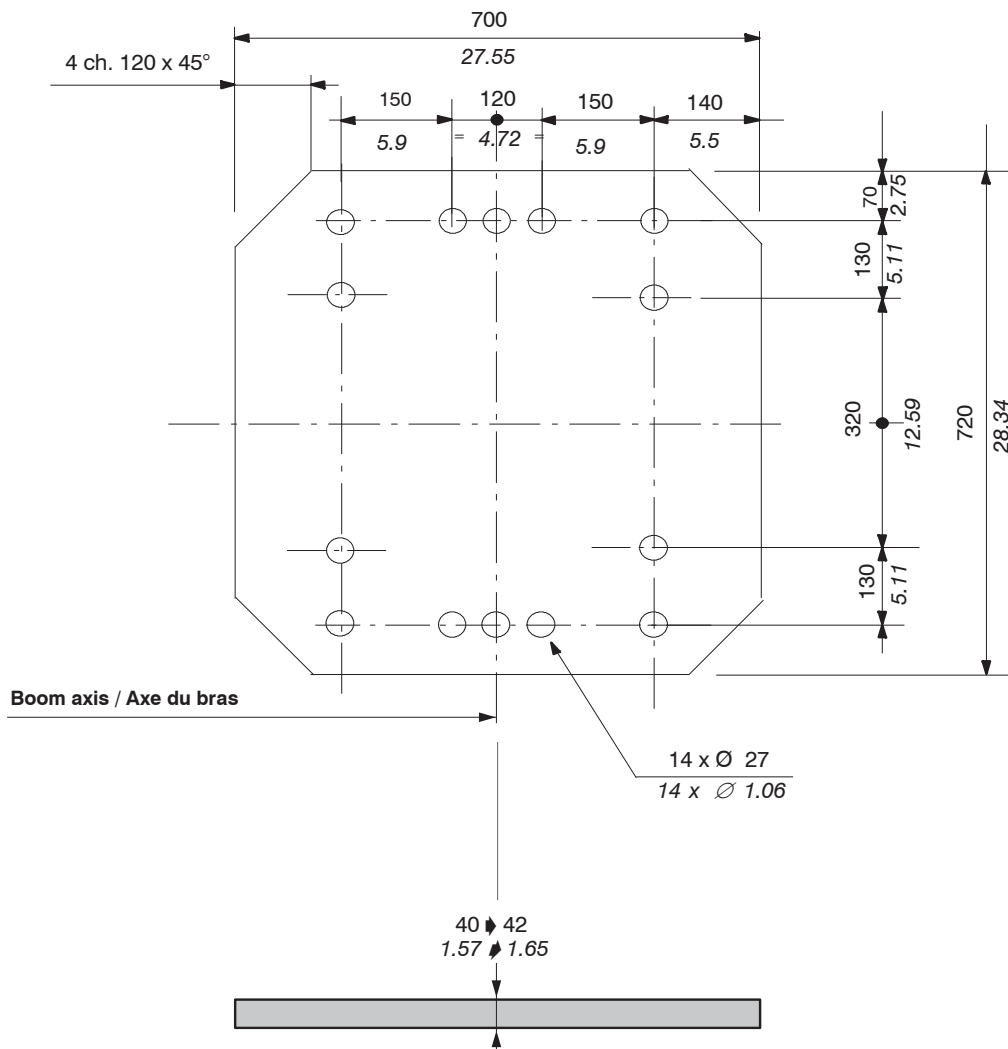 700
27.55
4 ch. 120 x 45°
150 120 150 140
5.9 = 4.72 = 5.9 5.5
70
2.75
130
5.11
320
12.59
720
28.34
130
5.11
Boom axis / Axe du bras
14 x Ø 27
14 x Ø 1.06
40 42
1.57 1.65